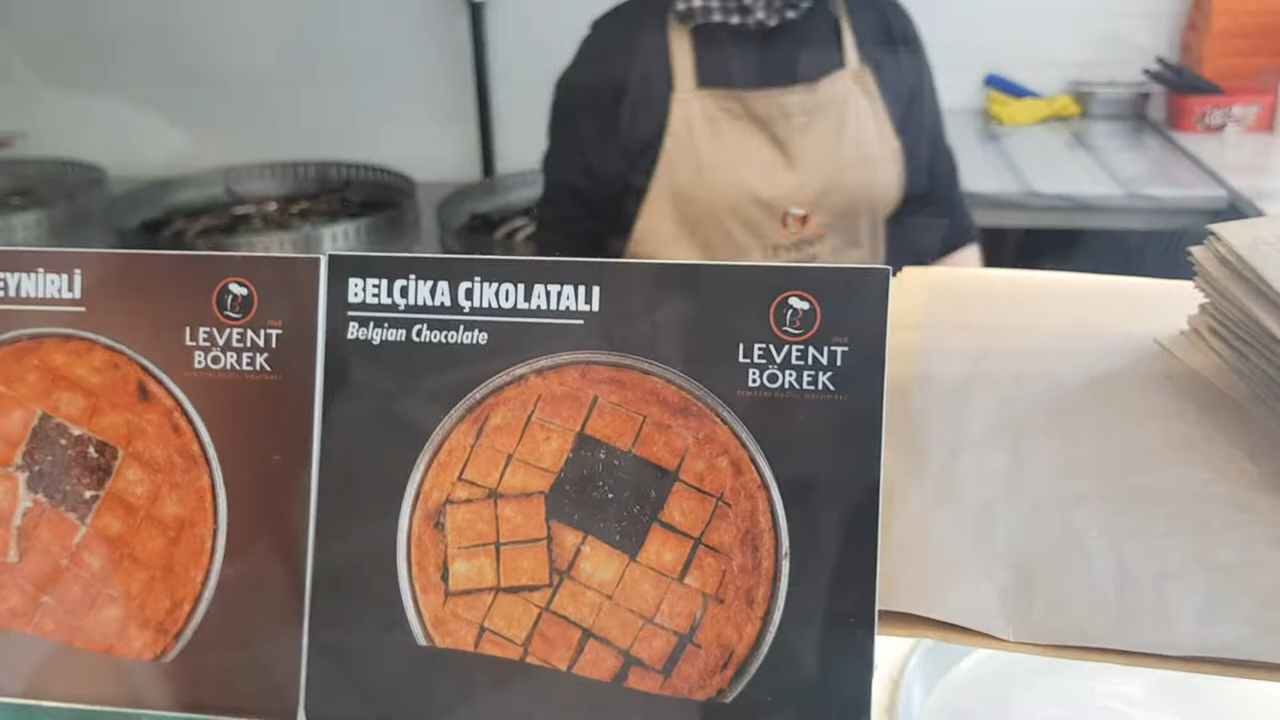 EYNİRLİ
LEVENT
BÖREK
BELÇİKA ÇİKOLATALI
Belgian Chocolate
LEVENT
BÖREK